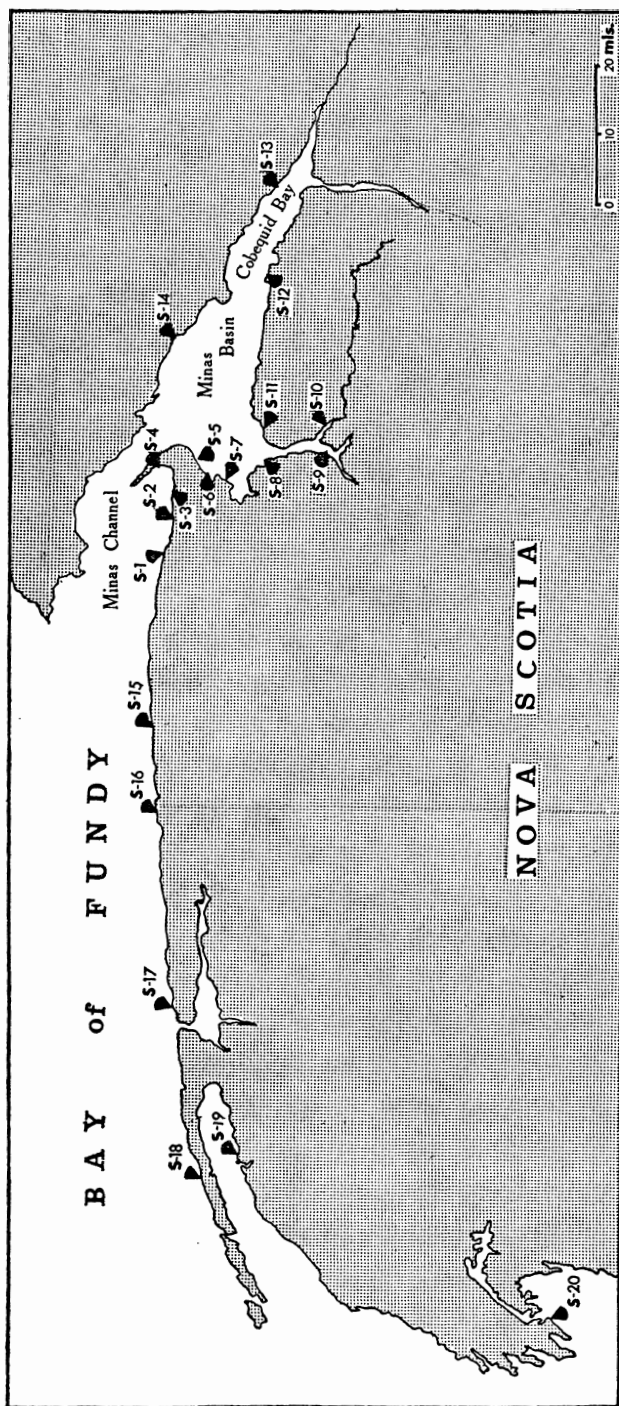 BAY of FUNDY
NOVA SCOTIA
Minas Channel
Minas
Basin
Cobequid Bay
S-1
S-2
S-3
S-4
S-5
S-6
S-7
S-8
S-9
S-10
S-11
S-12
S-13
S-14
S-15
S-16
S-17
S-18
S-19
S-20
0 10 20 mls.